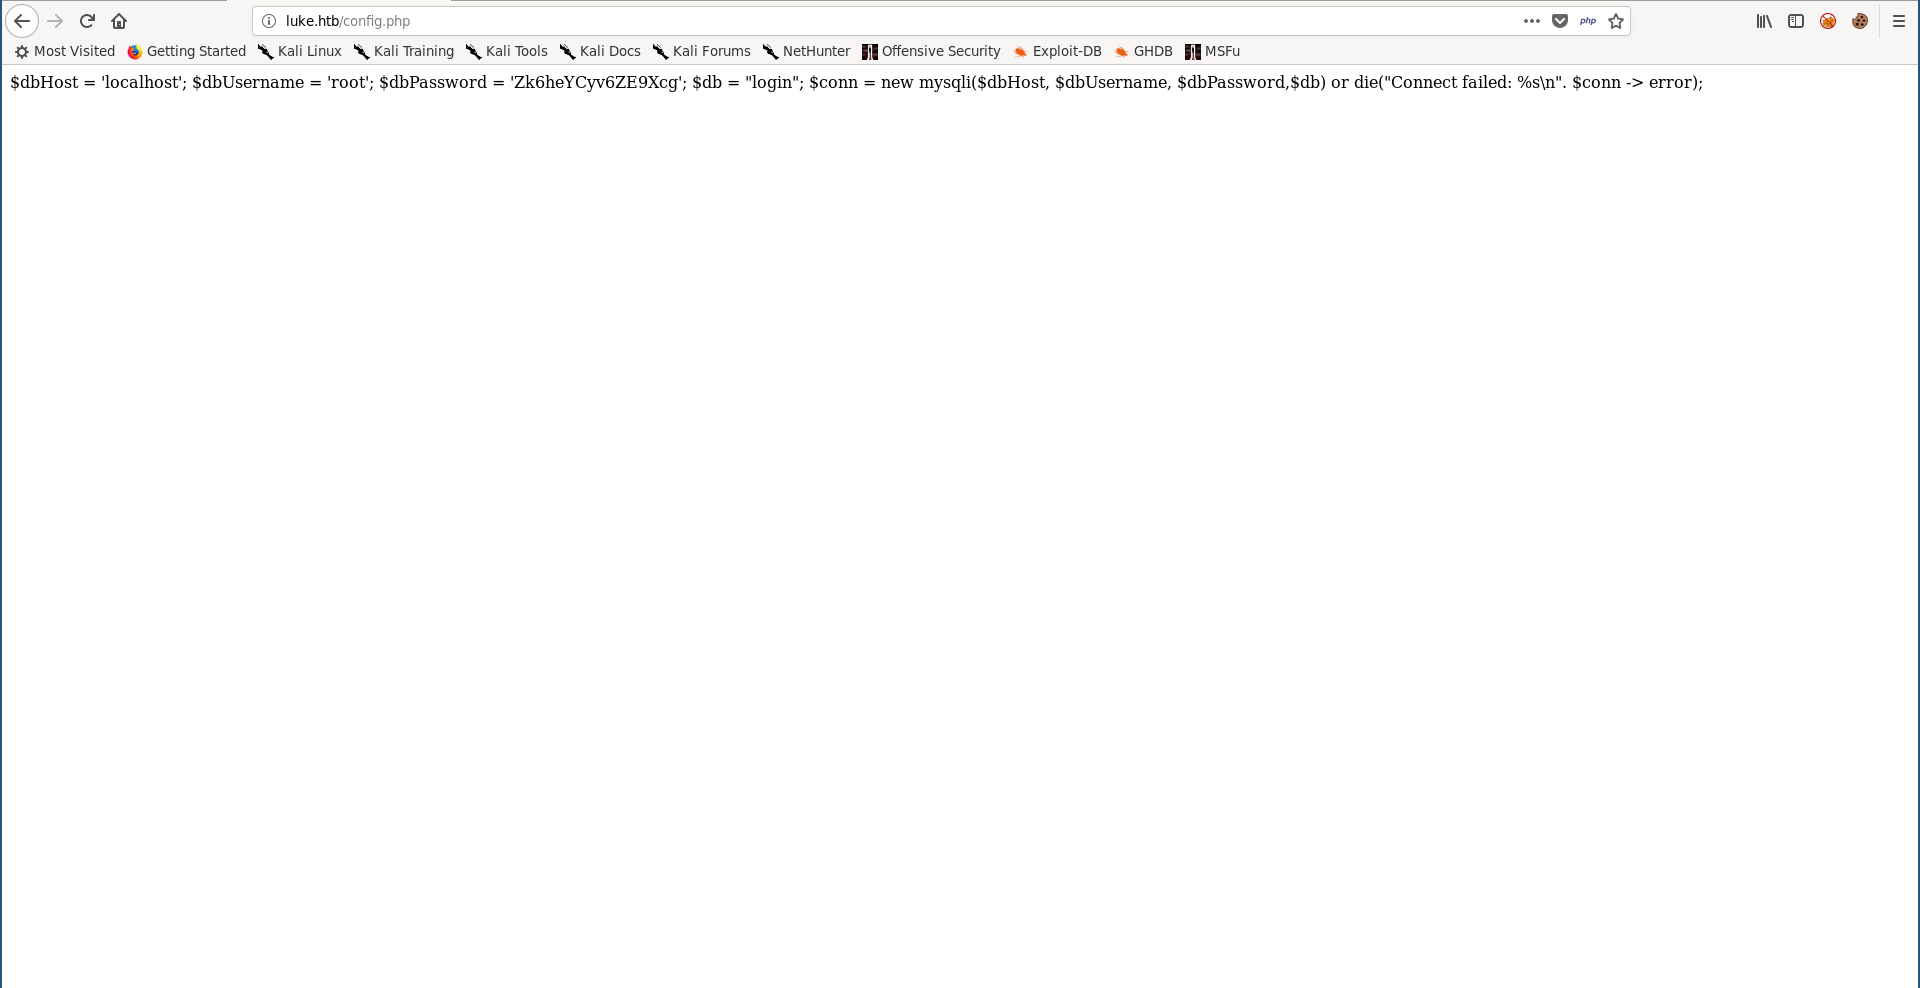 luke.htb/config.php
php
Most Visited Getting Started Kali Linux Kali Training Kali Tools Kali Docs Kali Forums NetHunter Offensive Security Exploit-DB GHDB MSFu
$dbHost = 'localhost'; $dbUsername = 'root'; $dbPassword = 'Zk6heYCyv6ZE9Xcg'; $db = "login"; $conn = new mysqli($dbHost, $dbUsername, $dbPassword,$db) or die("Connect failed: %s\n". $conn -> error);